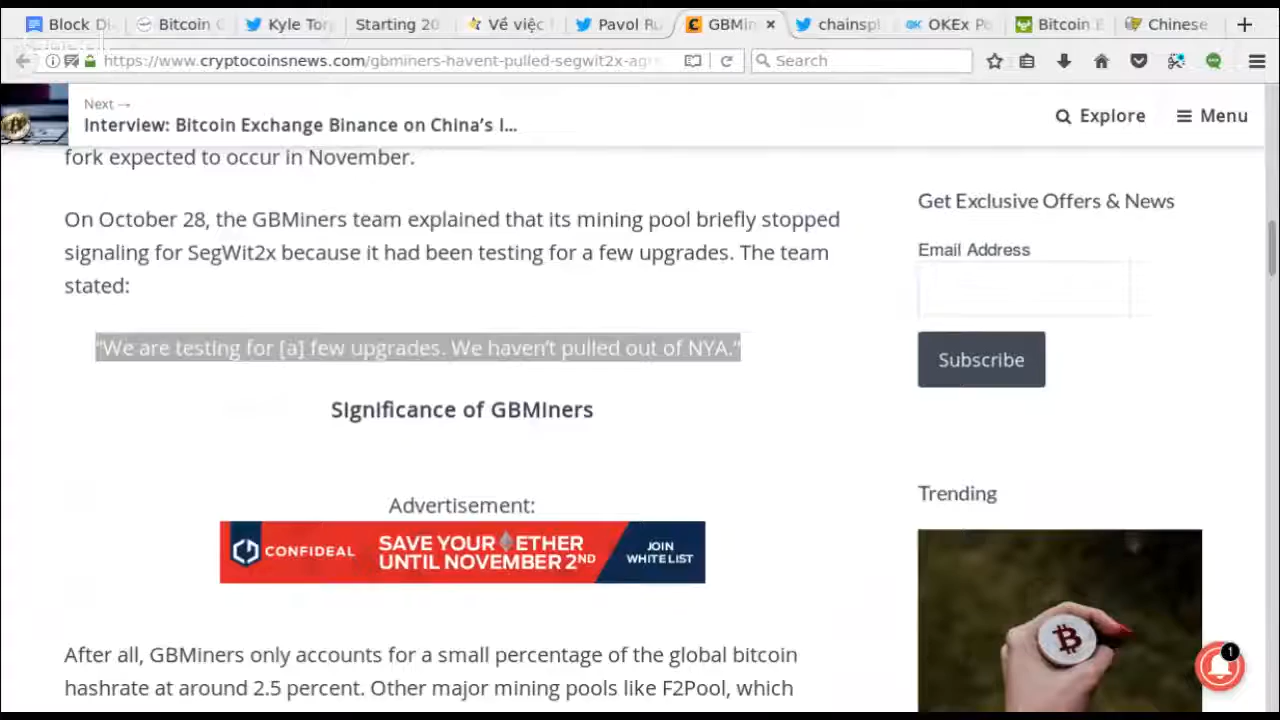 Block Di
Bitcoin C
Kyle Tor
Starting 20
Về việc
Pavol Ru
GBMin
chainspl
OKEx Po
Bitcoin E
Chinese
https://www.cryptocoinsnews.com/gbminers-havent-pulled-segwit2x-agre
Search
Next →
Interview: Bitcoin Exchange Binance on China’s I...
Explore
Menu
fork expected to occur in November.
On October 28, the GBMiners team explained that its mining pool briefly stopped
signaling for SegWit2x because it had been testing for a few upgrades. The team
stated:
“We are testing for [a] few upgrades. We haven’t pulled out of NYA.”
Significance of GBMiners
Advertisement:
CONFIDEAL
SAVE YOUR ETHER
UNTIL NOVEMBER 2ND
JOIN
WHITE LIST
After all, GBMiners only accounts for a small percentage of the global bitcoin
hashrate at around 2.5 percent. Other major mining pools like F2Pool, which
Get Exclusive Offers & News
Email Address
Subscribe
Trending
1